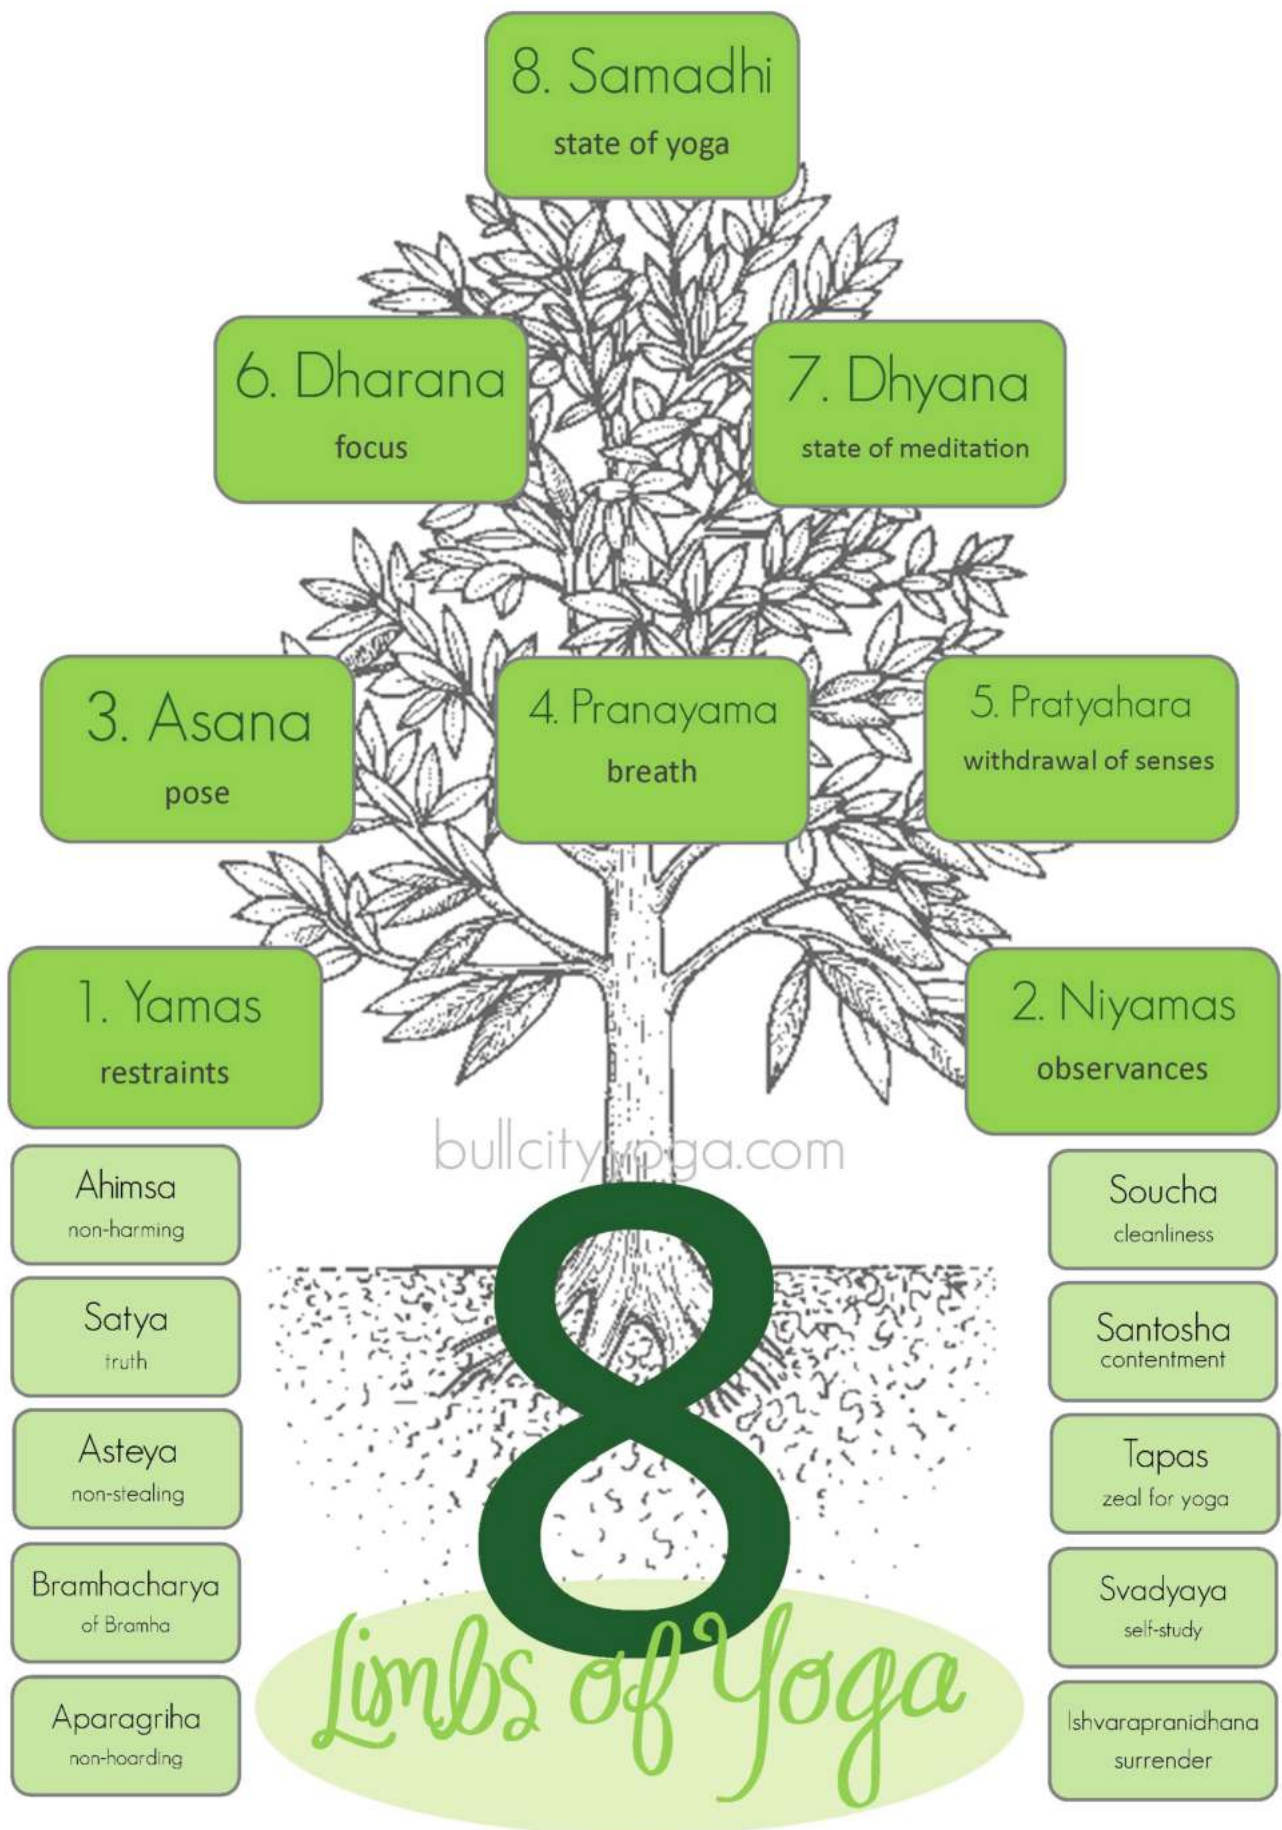 8. Samadhi
state of yoga
6. Dharana
focus
7. Dhyana
state of meditation
3. Asana
pose
4. Pranayama
breath
5. Pratyahara
withdrawal of senses
1. Yamas
restraints
2. Niyamas
observances
bullcityyoga.com
Ahimsa
non-harming
Satya
truth
Asteya
non-stealing
Bramhacharya
of Bramha
Aparagriha
non-hoarding
Soucha
cleanliness
Santosha
contentment
Tapas
zeal for yoga
Svadyaya
self-study
Ishvarapranidhana
surrender
8
Limbs of Yoga